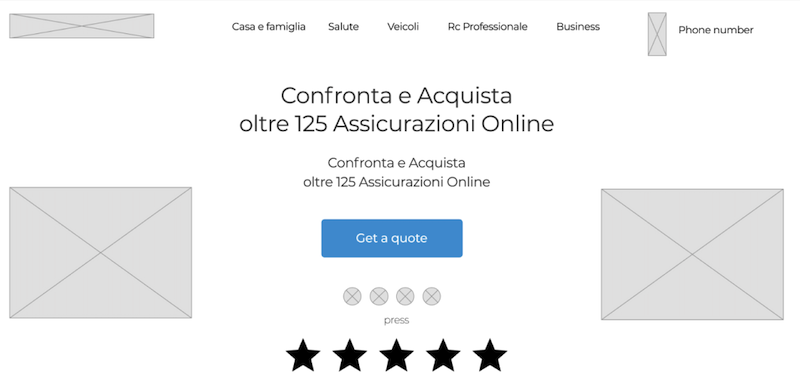 Casa e famiglia
Salute
Veicoli
Rc Professionale
Business
Phone number
Confronta e Acquista
oltre 125 Assicurazioni Online
Confronta e Acquista
oltre 125 Assicurazioni Online
Get a quote
press